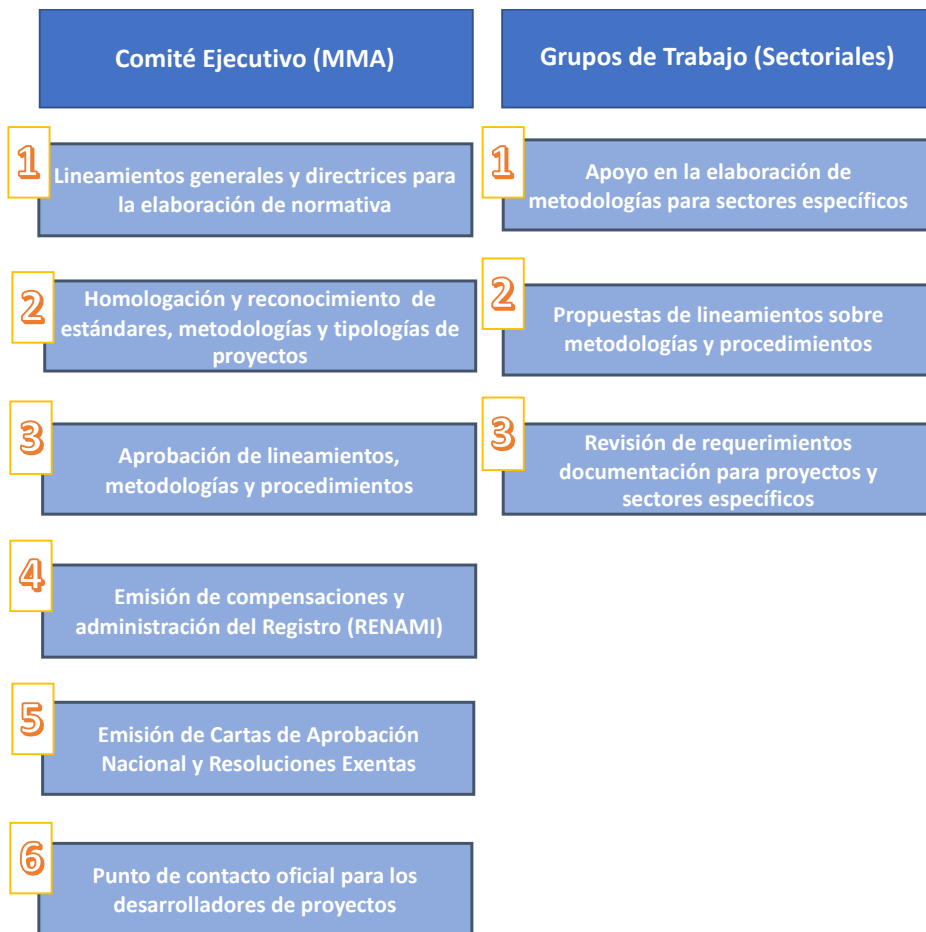 Comité Ejecutivo (MMA)
1
Lineamientos generales y directrices para
la elaboración de normativa
2
Homologación y reconocimiento de
estándares, metodologías y tipologías de
proyectos
3
Aprobación de lineamientos,
metodologías y procedimientos
4
Emisión de compensaciones y
administración del Registro (RENAMI)
5
Emisión de Cartas de Aprobación
Nacional y Resoluciones Exentas
6
Punto de contacto oficial para los
desarrolladores de proyectos
Grupos de Trabajo (Sectoriales)
1
Apoyo en la elaboración de
metodologías para sectores específicos
2
Propuestas de lineamientos sobre
metodologías y procedimientos
3
Revisión de requerimientos
documentación para proyectos y
sectores específicos